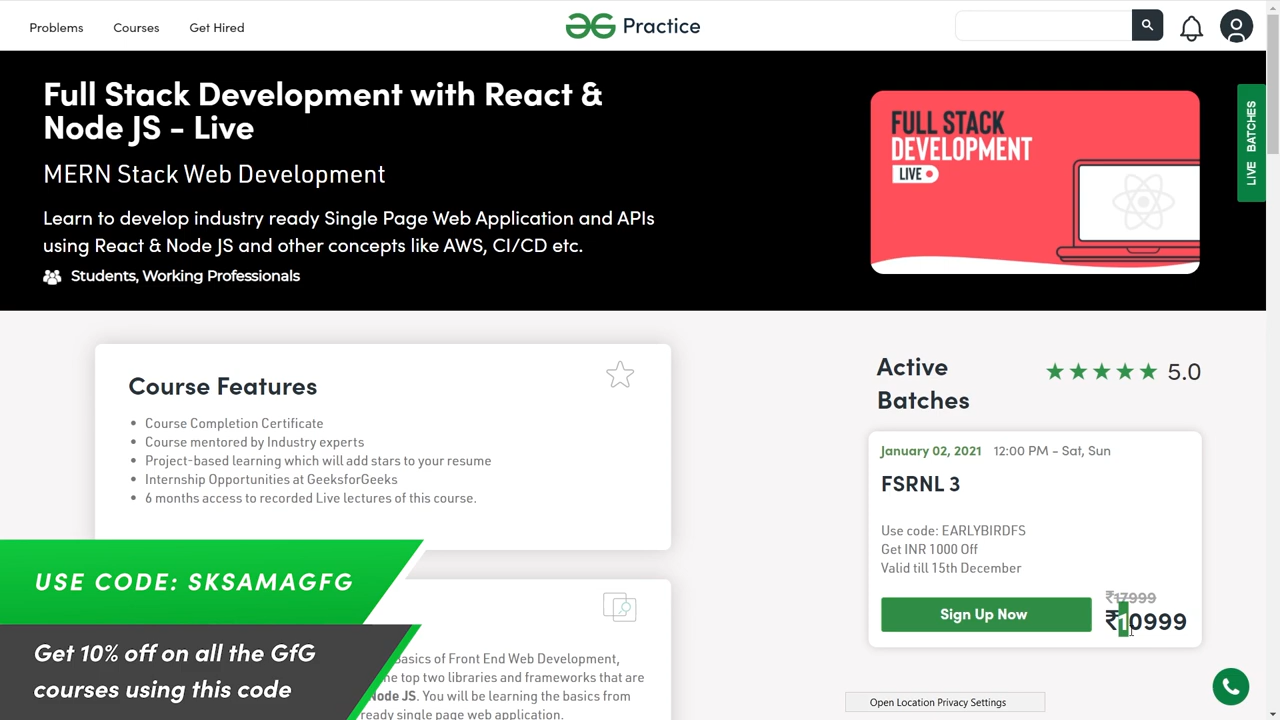 Problems
Courses
Get Hired
Practice
Full Stack Development with React &
Node JS - Live
MERN Stack Web Development
Learn to develop industry ready Single Page Web Application and APIs
using React & Node JS and other concepts like AWS, CI/CD etc.
Students, Working Professionals
FULL STACK
DEVELOPMENT
LIVE
LIVE BATCHES
Course Features
Course Completion Certificate
Course mentored by Industry experts
Project-based learning which will add stars to your resume
Internship Opportunities at GeeksforGeeks
6 months access to recorded Live lectures of this course.
Active
Batches
5.0
January 02, 2021 12:00 PM - Sat, Sun
FSRNL 3
Use code: EARLYBIRDFS
Get INR 1000 Off
Valid till 15th December
₹17999
Sign Up Now
₹10999
USE CODE: SKSAMAGFG
Get 10% off on all the GfG
courses using this code
Basics of Front End Web Development,
the top two libraries and frameworks that are
Node JS. You will be learning the basics from
ready single page web application.
Open Location Privacy Settings